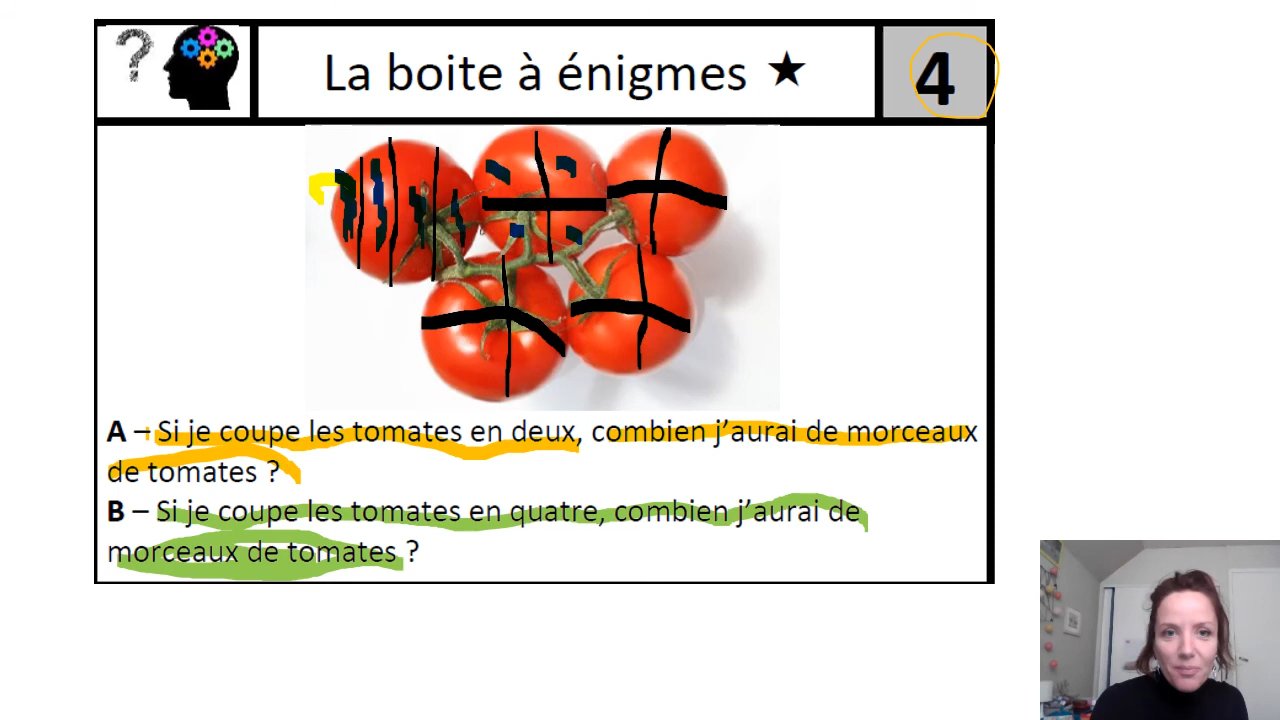 ?
La boite à énigmes ★
4
A – Si je coupe les tomates en deux, combien j’aurai de morceaux
de tomates ?
B – Si je coupe les tomates en quatre, combien j’aurai de
morceaux de tomates ?